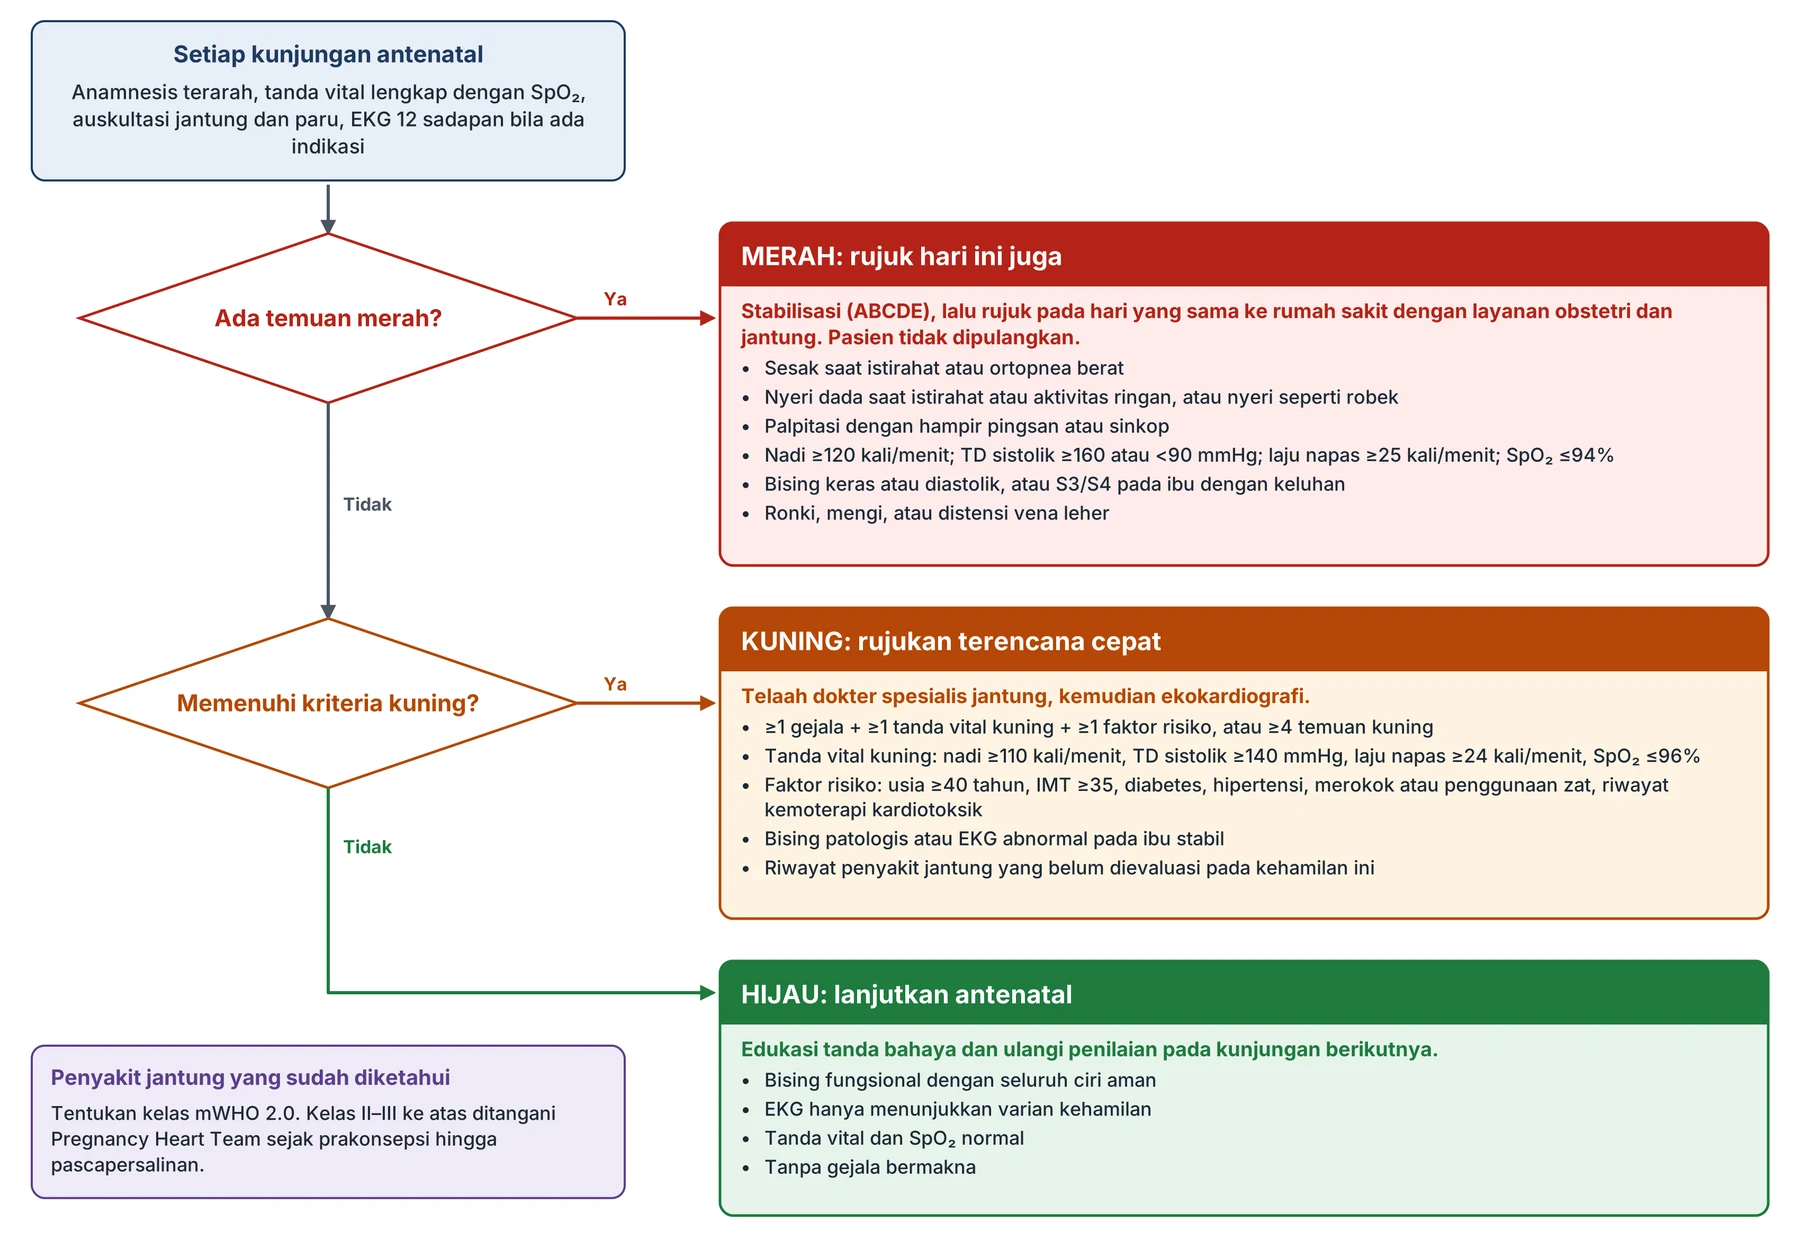 Setiap kunjungan antenatal
Anamnesis terarah, tanda vital lengkap dengan SpO₂,
auskultasi jantung dan paru, EKG 12 sadapan bila ada
indikasi
Ada temuan merah?
Ya
MERAH: rujuk hari ini juga
Stabilisasi (ABCDE), lalu rujuk pada hari yang sama ke rumah sakit dengan layanan obstetri dan
jantung. Pasien tidak dipulangkan.
• Sesak saat istirahat atau ortopnea berat
• Nyeri dada saat istirahat atau aktivitas ringan, atau nyeri seperti robek
• Palpitasi dengan hampir pingsan atau sinkop
• Nadi ≥120 kali/menit; TD sistolik ≥160 atau <90 mmHg; laju napas ≥25 kali/menit; SpO₂ ≤94%
• Bising keras atau diastolik, atau S3/S4 pada ibu dengan keluhan
• Ronki, mengi, atau distensi vena leher
Tidak
Memenuhi kriteria kuning?
Ya
KUNING: rujukan terencana cepat
Telaah dokter spesialis jantung, kemudian ekokardiografi.
• ≥1 gejala + ≥1 tanda vital kuning + ≥1 faktor risiko, atau ≥4 temuan kuning
• Tanda vital kuning: nadi ≥110 kali/menit, TD sistolik ≥140 mmHg, laju napas ≥24 kali/menit, SpO₂ ≤96%
• Faktor risiko: usia ≥40 tahun, IMT ≥35, diabetes, hipertensi, merokok atau penggunaan zat, riwayat
kemoterapi kardiotoksik
• Bising patologis atau EKG abnormal pada ibu stabil
• Riwayat penyakit jantung yang belum dievaluasi pada kehamilan ini
Tidak
HIJAU: lanjutkan antenatal
Edukasi tanda bahaya dan ulangi penilaian pada kunjungan berikutnya.
• Bising fungsional dengan seluruh ciri aman
• EKG hanya menunjukkan varian kehamilan
• Tanda vital dan SpO₂ normal
• Tanpa gejala bermakna
Penyakit jantung yang sudah diketahui
Tentukan kelas mWHO 2.0. Kelas II–III ke atas ditangani
Pregnancy Heart Team sejak prakonsepsi hingga
pascapersalinan.